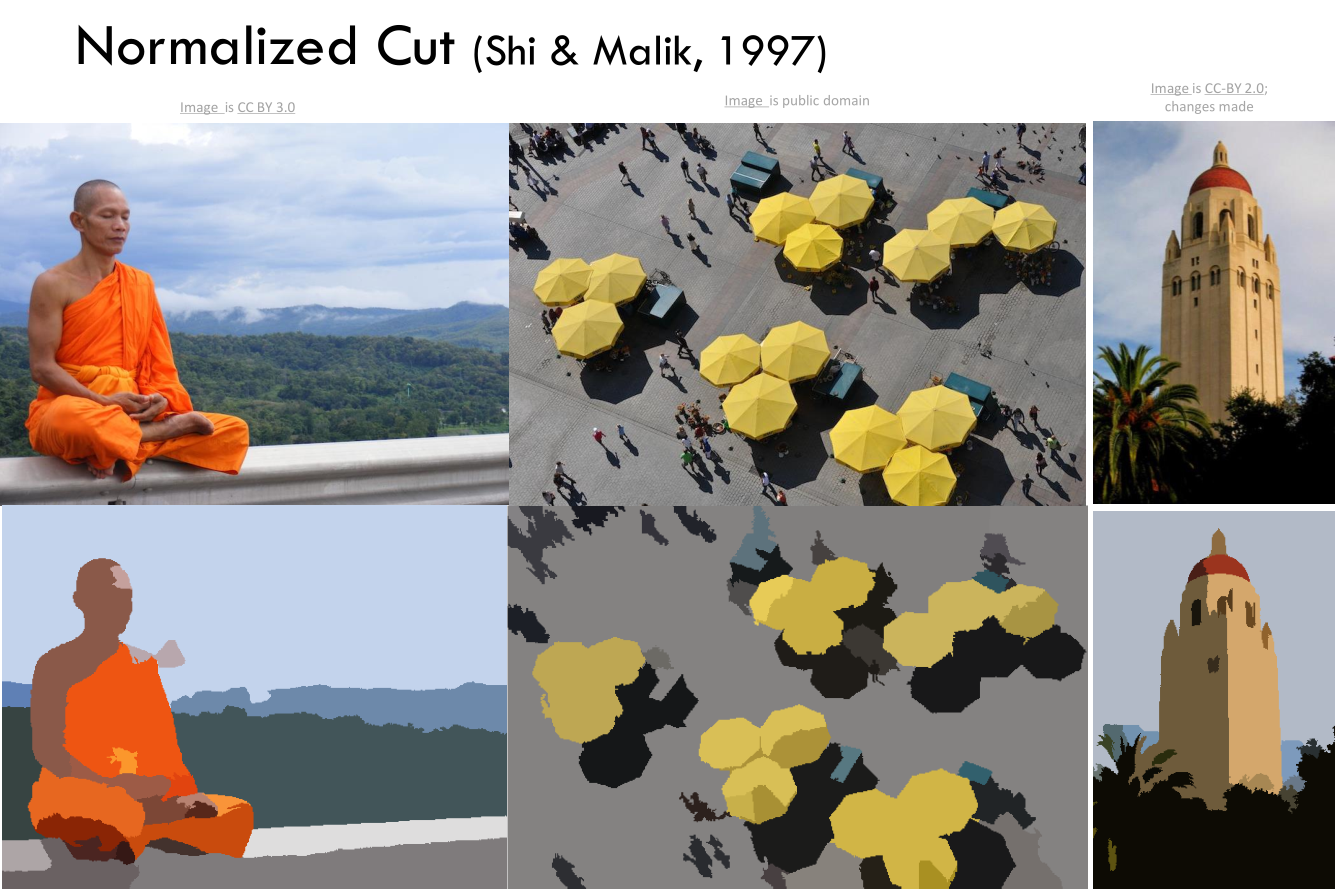 Normalized Cut (Shi & Malik, 1997)
Image is CC BY 3.0
Image is public domain
Image is CC-BY 2.0;
changes made